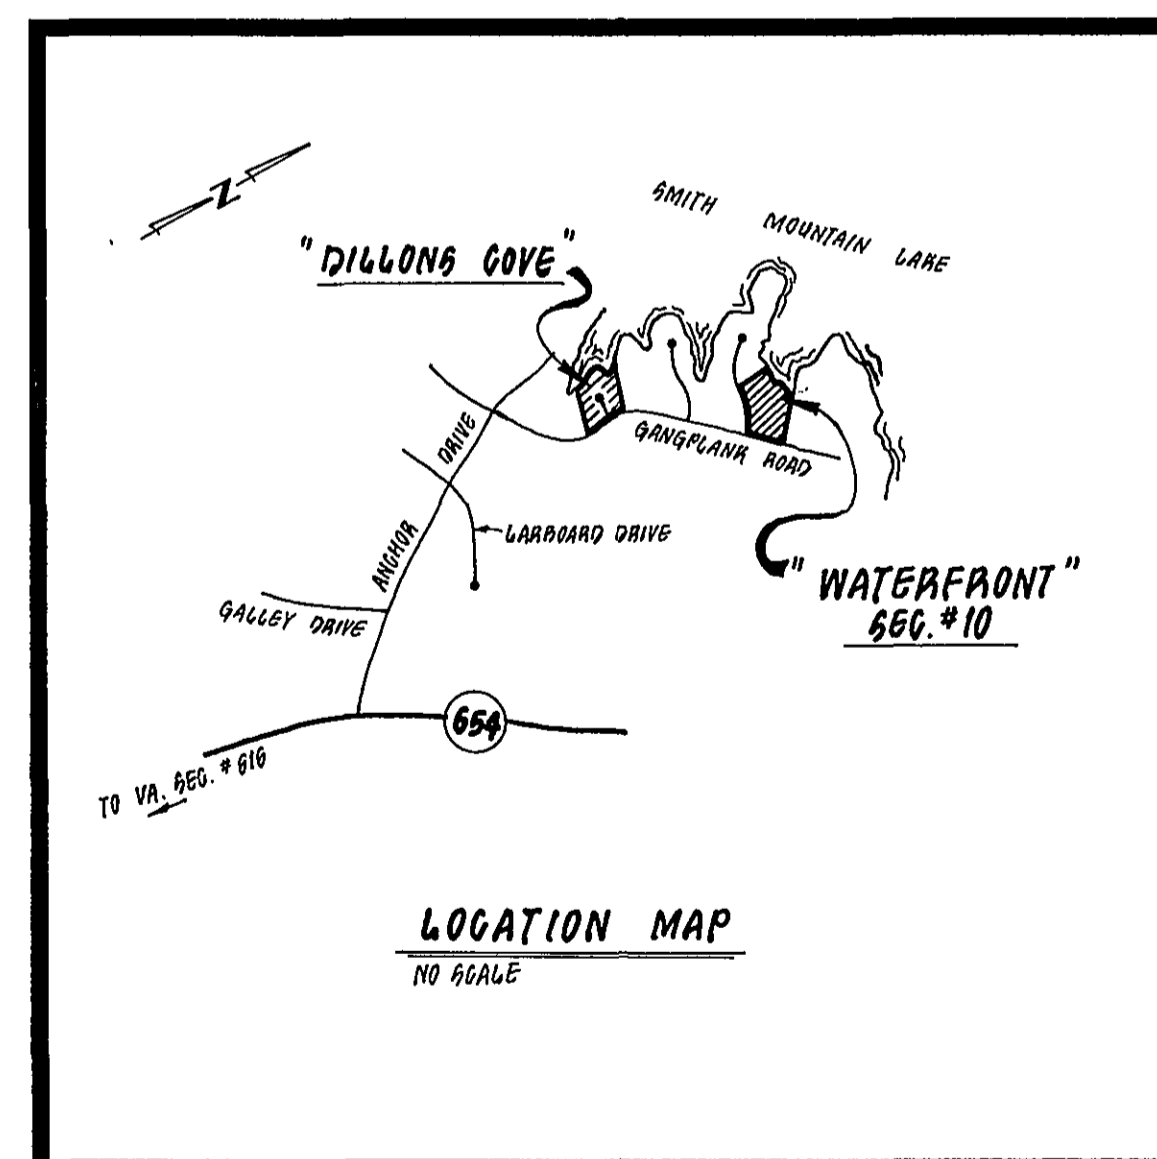 N
SMITH MOUNTAIN LAKE
"DILLONS COVE"
GANGPLANK ROAD
ANCHOR DRIVE
LARBOARD DRIVE
GALLEY DRIVE
"WATERFRONT"
SEC. #10
654
TO VA. SEC. #616
LOCATION MAP
NO SCALE